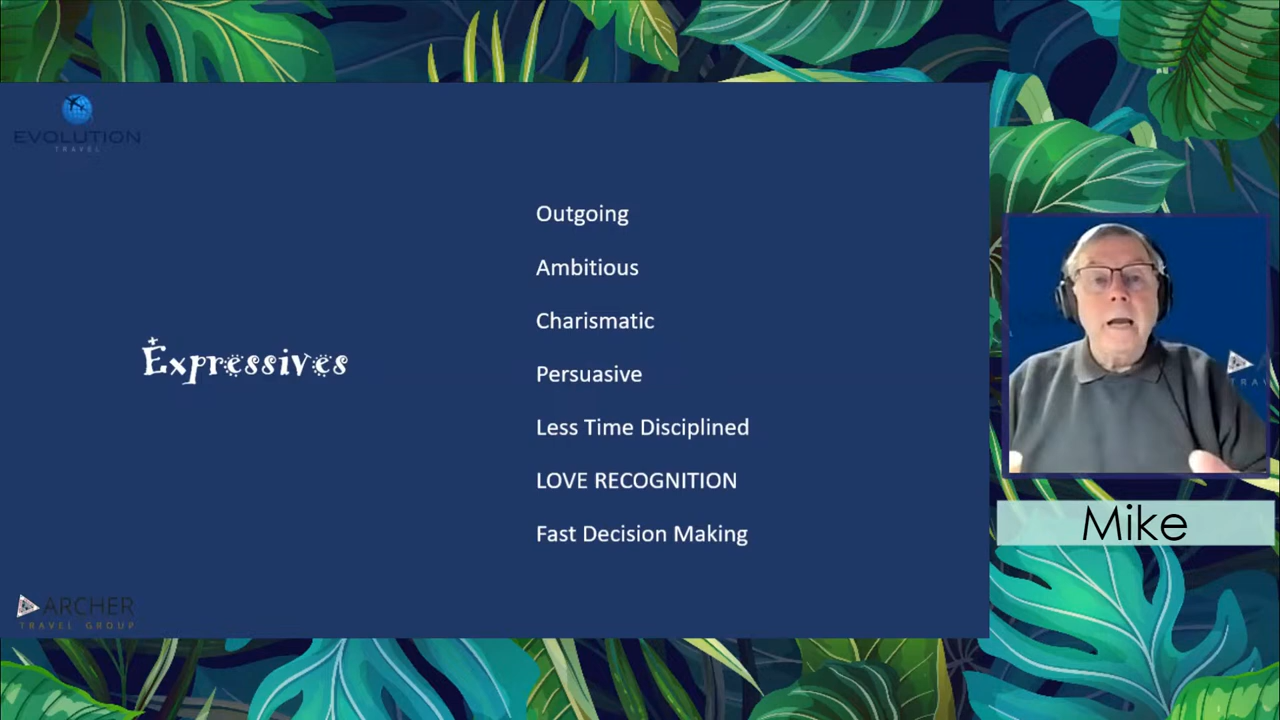 EVOLUTION
TRAVEL
Expressives
Outgoing
Ambitious
Charismatic
Persuasive
Less Time Disciplined
LOVE RECOGNITION
Fast Decision Making
ARCHER
TRAVEL GROUP
TRAV
Mike